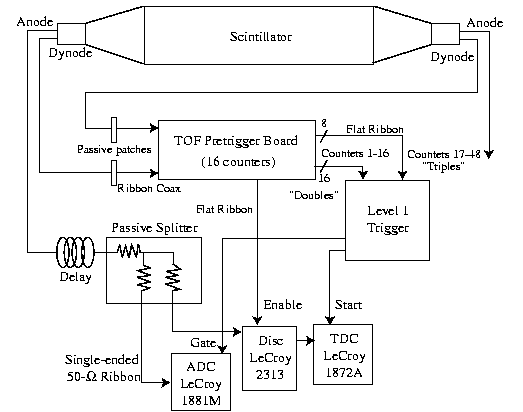 Anode
Scintillator
Anode
Dynode
Dynode
8
Flat Ribbon
TOF Pretrigger Board
(16 counters)
Passive patches
Counters 1-16
Counters 17-48
"Triples"
16
Ribbon Coax
"Doubles"
Flat Ribbon
Level 1
Trigger
Passive Splitter
Delay
Enable
Start
Gate
Single-ended
50-Ω Ribbon
ADC
LeCroy
1881M
Disc
LeCroy
2313
TDC
LeCroy
1872A